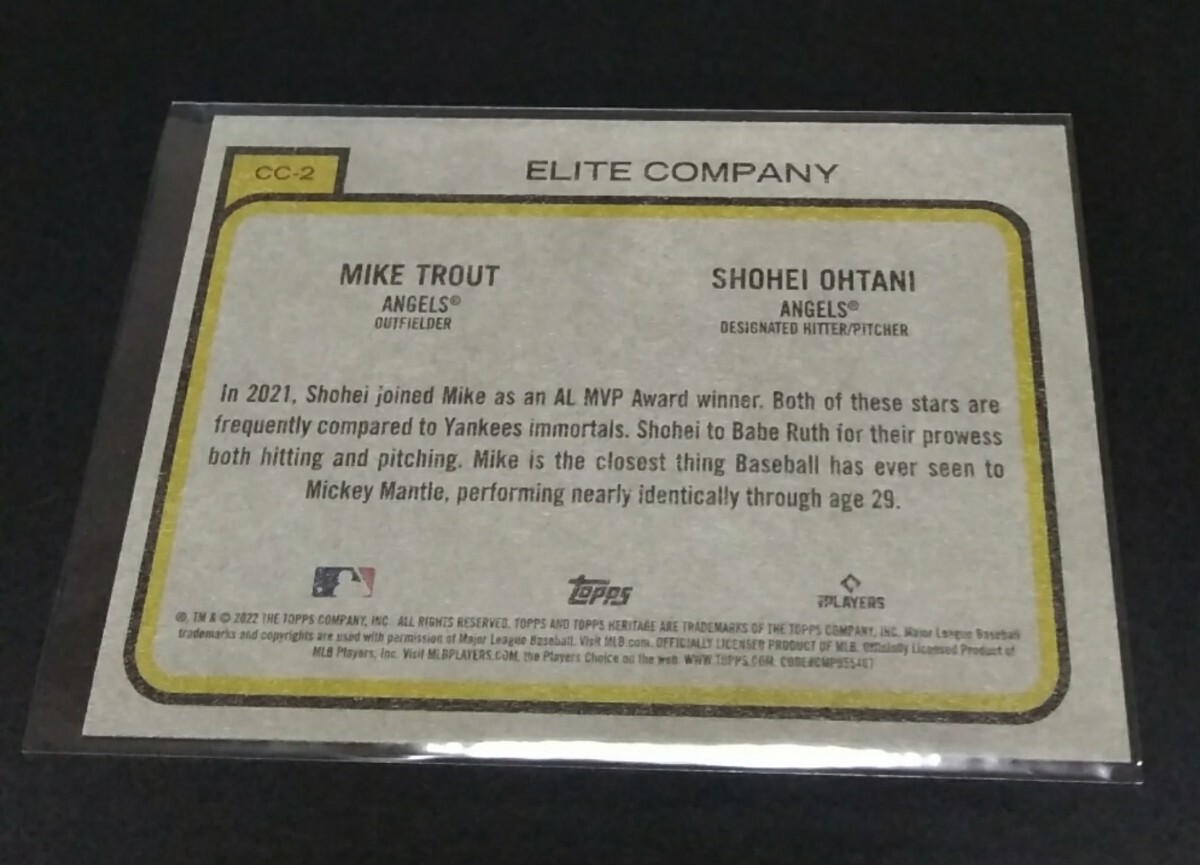 CC-2
ELITE COMPANY
MIKE TROUT
ANGELS®
OUTFIELDER
SHOHEI OHTANI
ANGELS®
DESIGNATED HITTER/PITCHER
In 2021, Shohei joined Mike as an AL MVP Award winner. Both of these stars are
frequently compared to Yankees immortals. Shohei to Babe Ruth for their prowess
both hitting and pitching. Mike is the closest thing Baseball has ever seen to
Mickey Mantle, performing nearly identically through age 29.
topps
PLAYERS
®, TM & © 2022 THE TOPPS COMPANY, INC. ALL RIGHTS RESERVED. TOPPS AND TOPPS HERITAGE ARE TRADEMARKS OF THE TOPPS COMPANY, INC. Major League Baseball
trademarks and copyrights are used with permission of Major League Baseball. Visit MLB.com. OFFICIALLY LICENSED PRODUCT OF MLB. Officially Licensed Product of
MLB Players, Inc. Visit MLBPLAYERS.COM, the Players Choice on the web. WWW.TOPPS.COM.